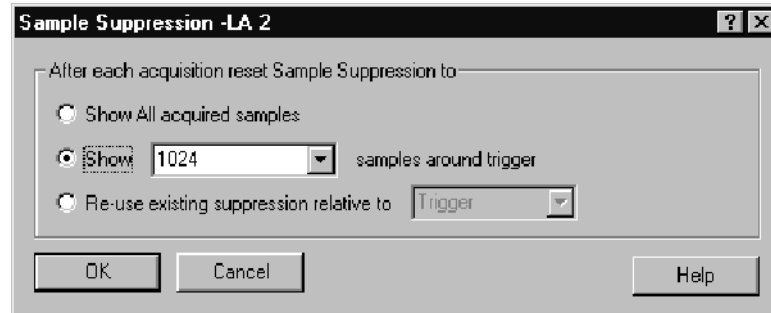 Sample Suppression -LA 2
After each acquisition reset Sample Suppression to
Show All acquired samples
Show 1024 samples around trigger
Re-use existing suppression relative to Trigger
OK Cancel Help